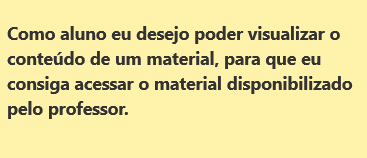 Como aluno eu desejo poder visualizar o
conteúdo de um material, para que eu
consiga acessar o material disponibilizado
pelo professor.